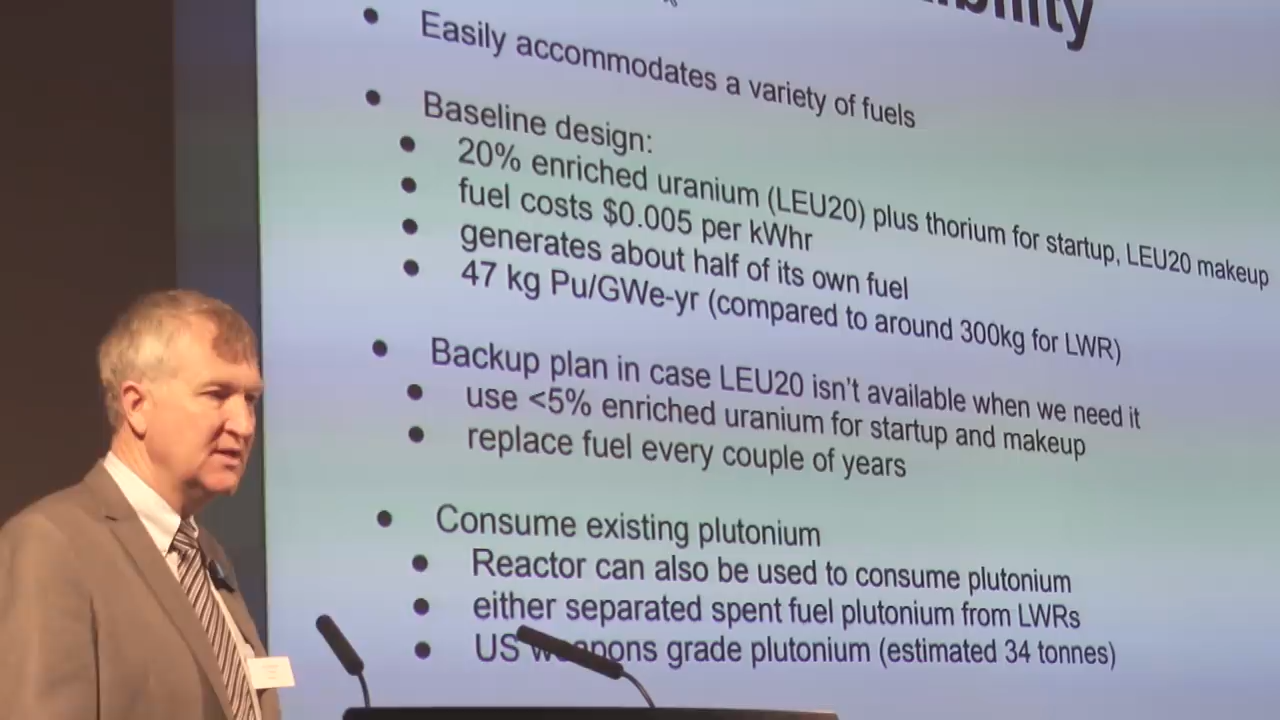 Easily accommodates a variety of fuels
Baseline design:
20% enriched uranium (LEU20) plus thorium for startup, LEU20 makeup
fuel costs $0.005 per kWhr
generates about half of its own fuel
47 kg Pu/GWe-yr (compared to around 300kg for LWR)
Backup plan in case LEU20 isn't available when we need it
use <5% enriched uranium for startup and makeup
replace fuel every couple of years
Consume existing plutonium
Reactor can also be used to consume plutonium
either separated spent fuel plutonium from LWRs
US weapons grade plutonium (estimated 34 tonnes)